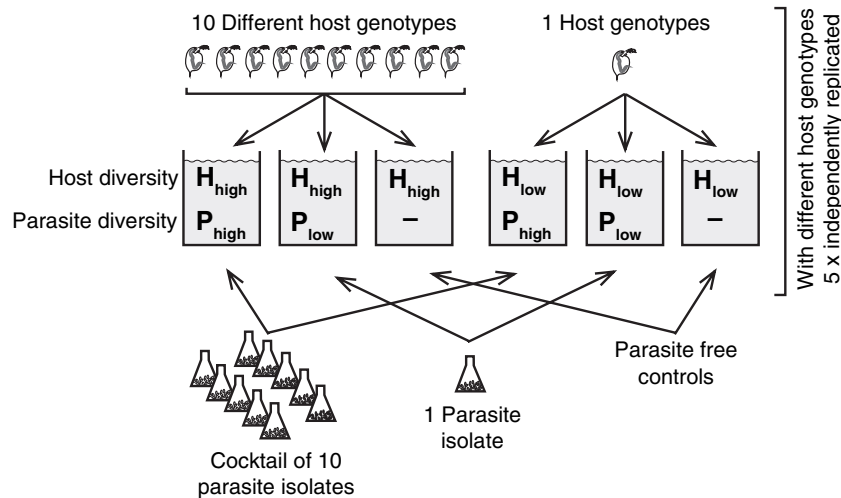 10 Different host genotypes
1 Host genotypes
Host diversity
H high
H high
H high
H low
H low
H low
Parasite diversity
P high
P low
–
P high
P low
–
With different host genotypes
5 x independently replicated
Cocktail of 10
parasite isolates
1 Parasite
isolate
Parasite free
controls